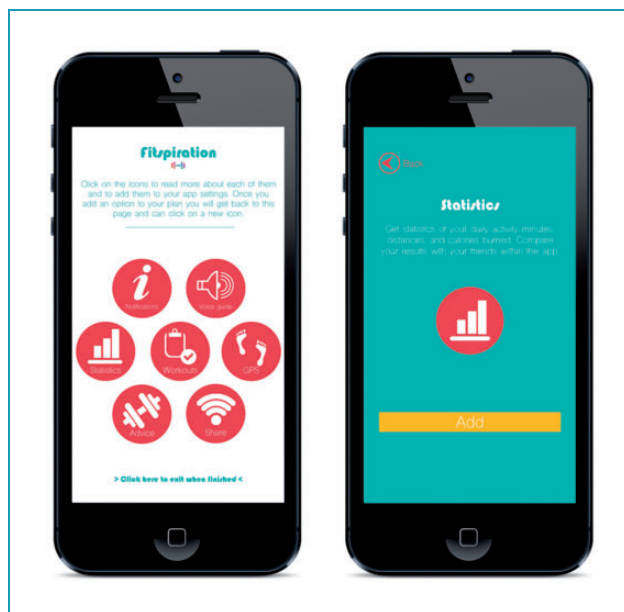 Fitspiration
Click on the icons to read more about each of them
and to add them to your app settings. Once you
add an option to your plan you will get back to this
page and can click on a new icon.
Notifications
Voice guide
Statistics
Workouts
GPS
Advice
Share
> Click here to exit when finished <
Back
Statistics
Get statistics of your daily activity minutes,
distances, and calories burned. Compare
your results with your friends within the app
Add